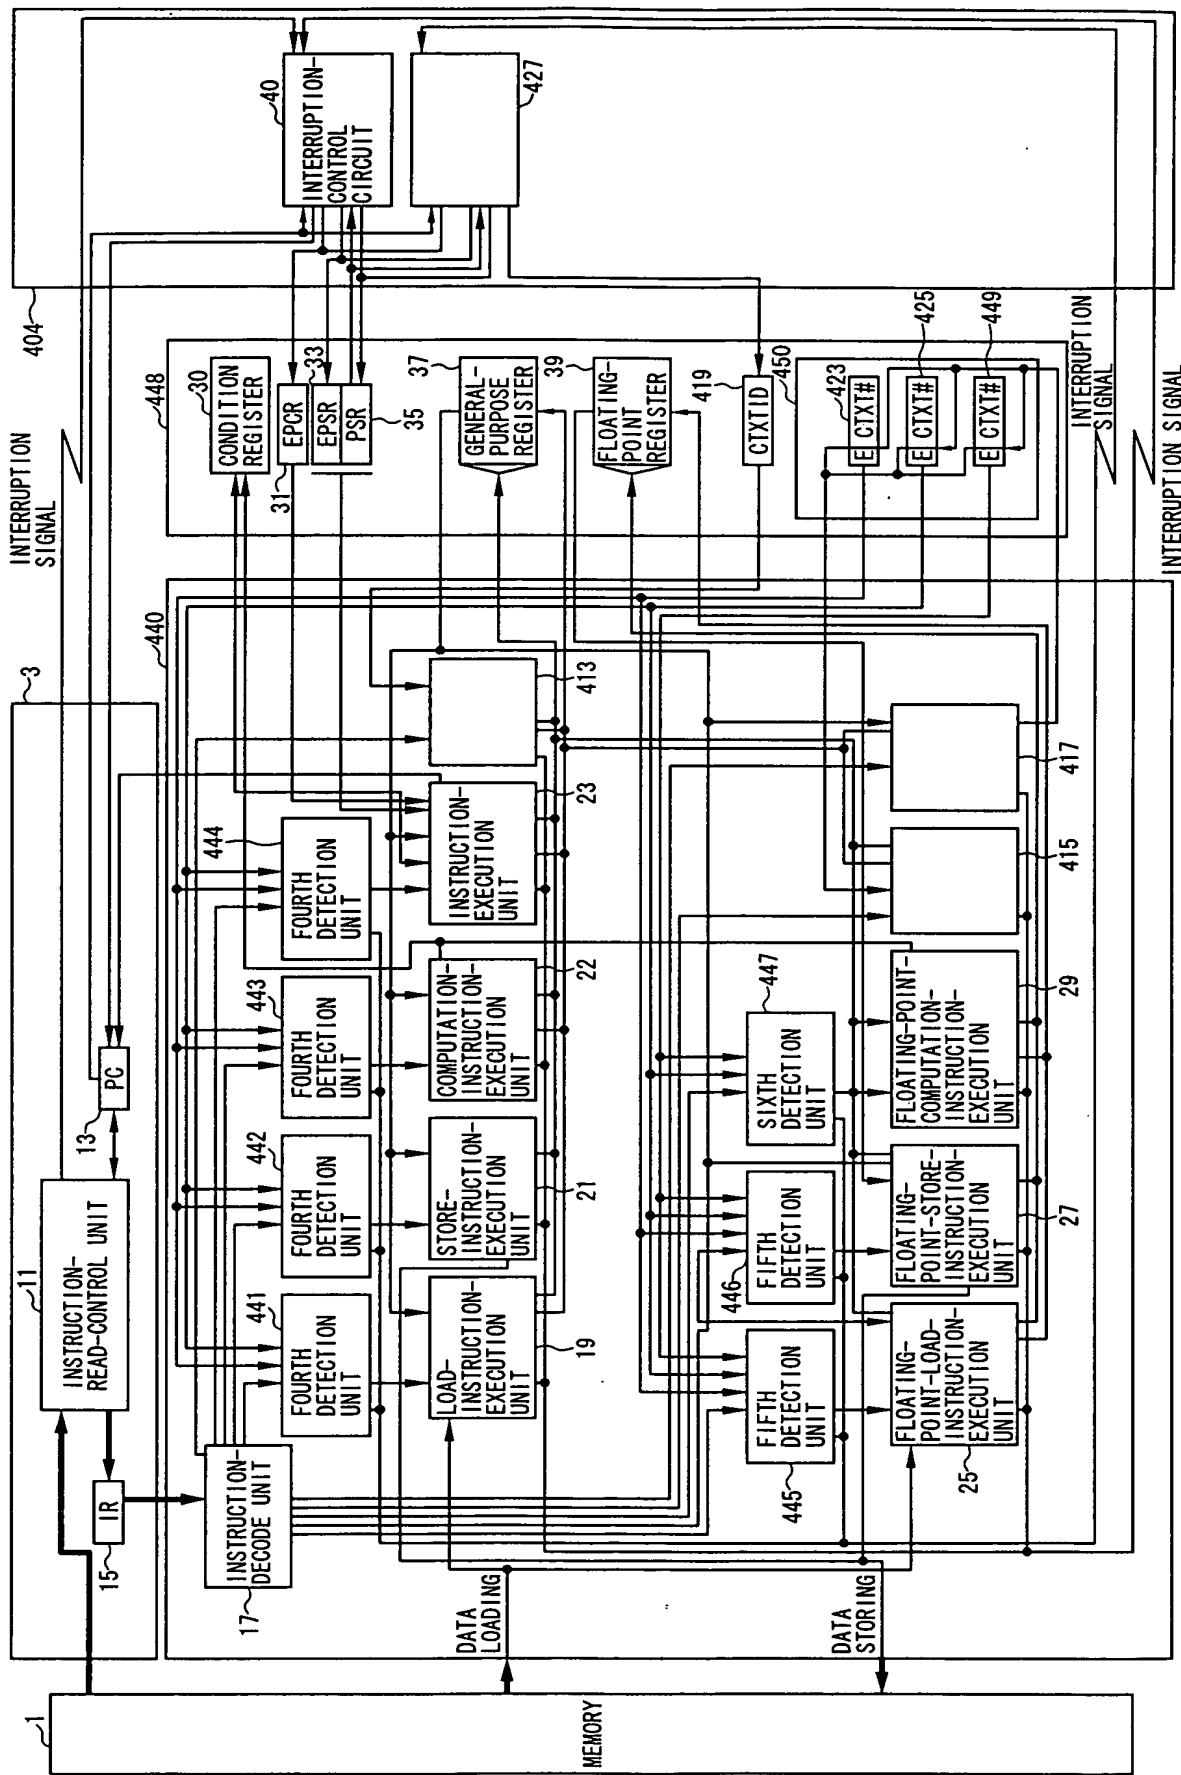 1
MEMORY
3
11
INSTRUCTION-
READ-CONTROL UNIT
13
PC
15
IR
INTERRUPTION
SIGNAL
440
17
INSTRUCTION-
DECODE UNIT
441
FOURTH
DETECTION
UNIT
442
FOURTH
DETECTION
UNIT
443
FOURTH
DETECTION
UNIT
444
FOURTH
DETECTION
UNIT
LOAD-
INSTRUCTION-
EXECUTION
UNIT
19
STORE-
INSTRUCTION-
EXECUTION
UNIT
21
COMPUTATION-
INSTRUCTION-
EXECUTION
UNIT
22
INSTRUCTION-
EXECUTION
UNIT
23
413
DATA
LOADING
DATA
STORING
FIFTH
DETECTION
UNIT
445
446
FIFTH
DETECTION
UNIT
447
SIXTH
DETECTION
UNIT
FLOATING-
POINT-LOAD-
INSTRUCTION-
EXECUTION
UNIT
25
FLOATING-
POINT-STORE-
INSTRUCTION-
EXECUTION
UNIT
27
FLOATING-POINT-
COMPUTATION-
INSTRUCTION-
EXECUTION
UNIT
29
415
417
448
30
CONDITION
REGISTER
31
EPCR
33
EPSR
PSR
35
37
GENERAL-
PURPOSE
REGISTER
39
FLOATING-
POINT
REGISTER
CTXTID
419
450
423
E CTXT#
425
E CTXT#
449
E CTXT#
404
40
INTERRUPTION-
CONTROL
CIRCUIT
427
INTERRUPTION
SIGNAL
INTERRUPTION SIGNAL